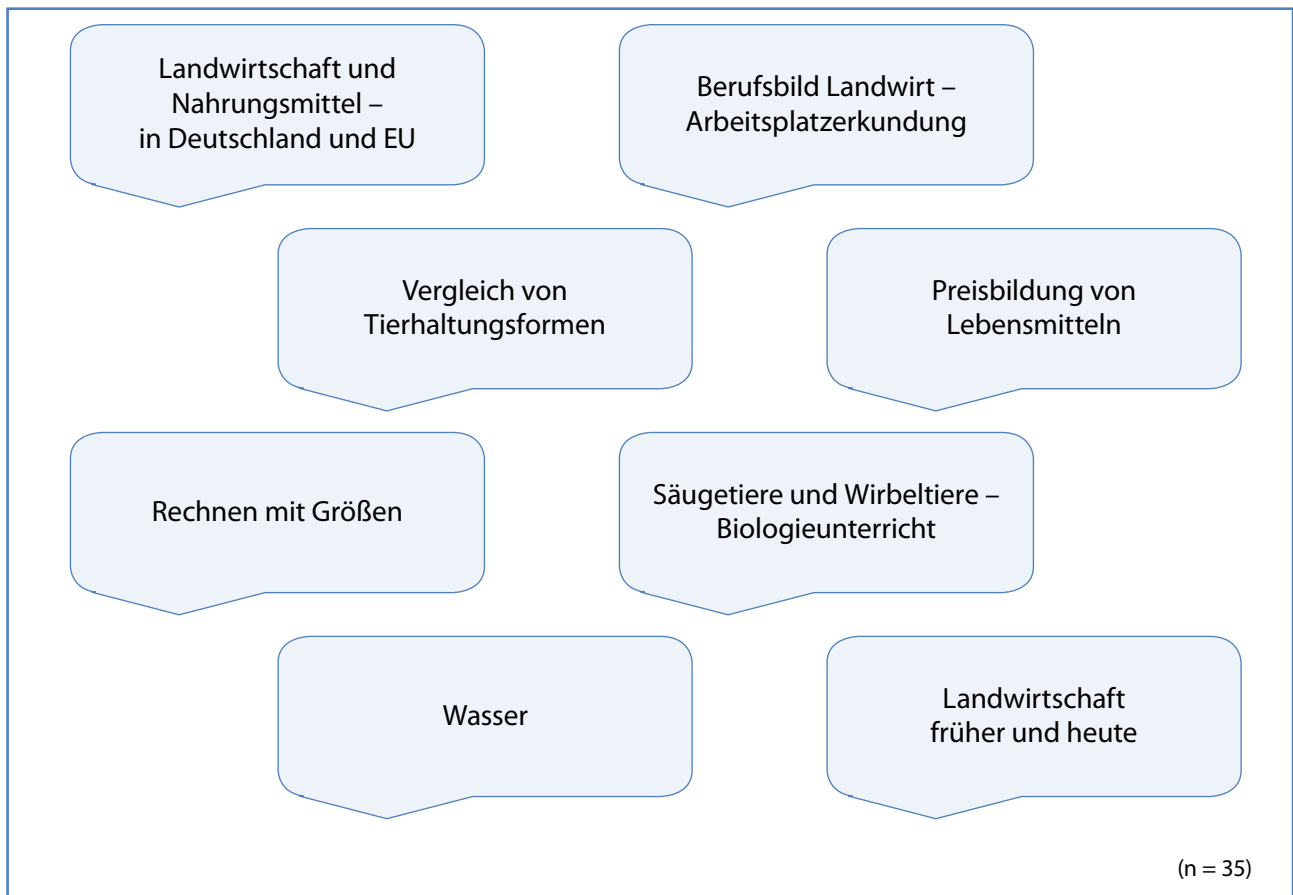 Landwirtschaft und
Nahrungsmittel –
in Deutschland und EU
Berufsbild Landwirt –
Arbeitsplatzerkundung
Vergleich von
Tierhaltungsformen
Preisbildung von
Lebensmitteln
Rechnen mit Größen
Säugetiere und Wirbeltiere –
Biologieunterricht
Wasser
Landwirtschaft
früher und heute
(n = 35)